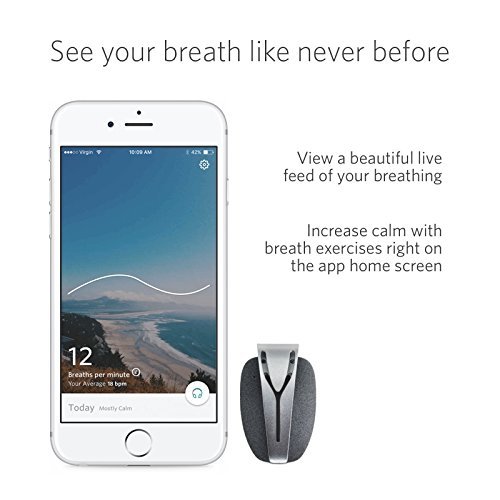 See your breath like never before
Virgin
10:09 AM
42%
View a beautiful live
feed of your breathing
Increase calm with
breath exercises right on
the app home screen
12
Breaths per minute
Your Average 18 bpm
Today Mostly Calm